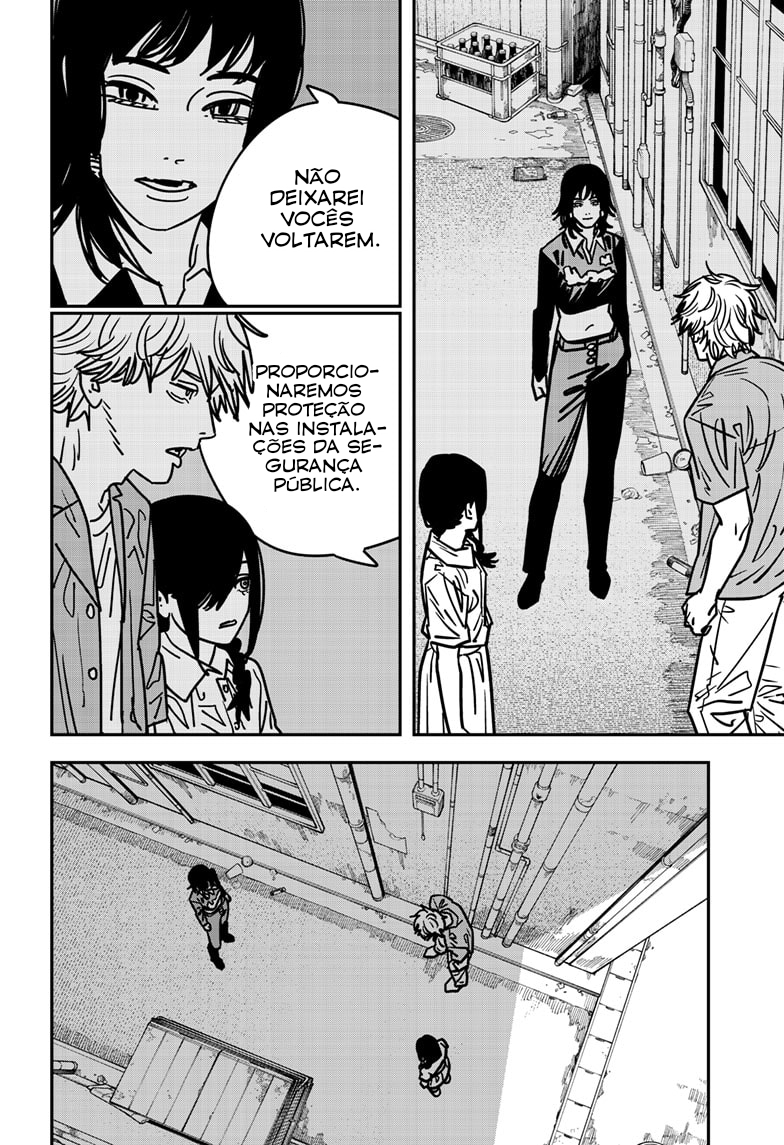 NÃO
DEIXAREI
VOCÊS
VOLTAREM.
PROPORCIO-
NAREMOS
PROTEÇÃO
NAS INSTALA-
ÇÕES DA SE-
GURANÇA
PÚBLICA.